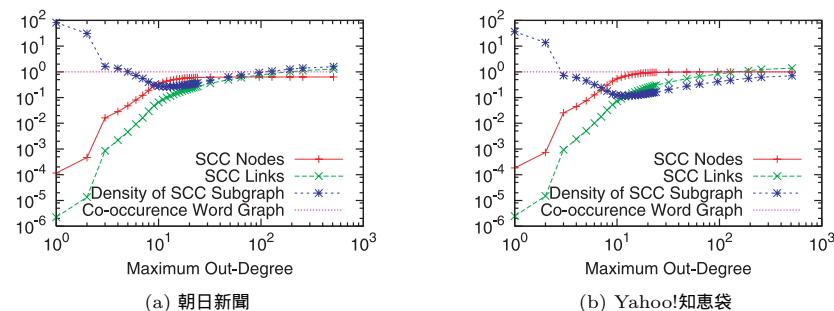 10^2
10^1
10^0
10^-1
10^-2
10^-3
10^-4
10^-5
10^-6
SCC Nodes
SCC Links
Density of SCC Subgraph
Co-occurence Word Graph
10^0 10^1 10^2 10^3
Maximum Out-Degree
(a) 朝日新聞
10^2
10^1
10^0
10^-1
10^-2
10^-3
10^-4
10^-5
10^-6
SCC Nodes
SCC Links
Density of SCC Subgraph
Co-occurence Word Graph
10^0 10^1 10^2 10^3
Maximum Out-Degree
(b) Yahoo!知恵袋